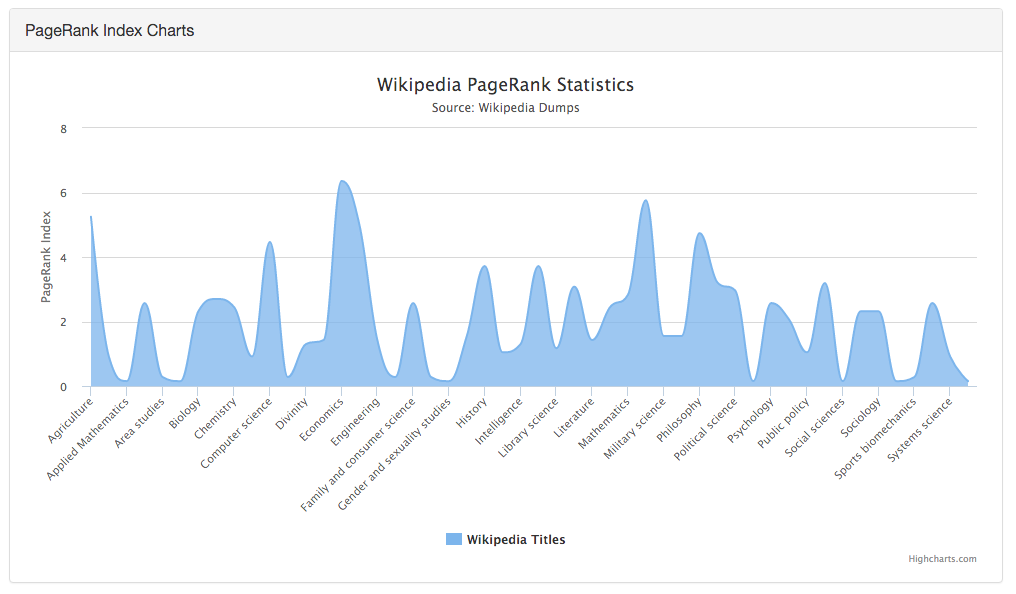 PageRank Index Charts
Wikipedia PageRank Statistics
Source: Wikipedia Dumps
PageRank Index
8
6
4
2
0
Agriculture
Applied Mathematics
Area studies
Biology
Chemistry
Computer science
Divinity
Economics
Engineering
Family and consumer science
Gender and sexuality studies
History
Intelligence
Library science
Literature
Mathematics
Military science
Philosophy
Political science
Psychology
Public policy
Social sciences
Sociology
Sports biomechanics
Systems science
Wikipedia Titles
Highcharts.com